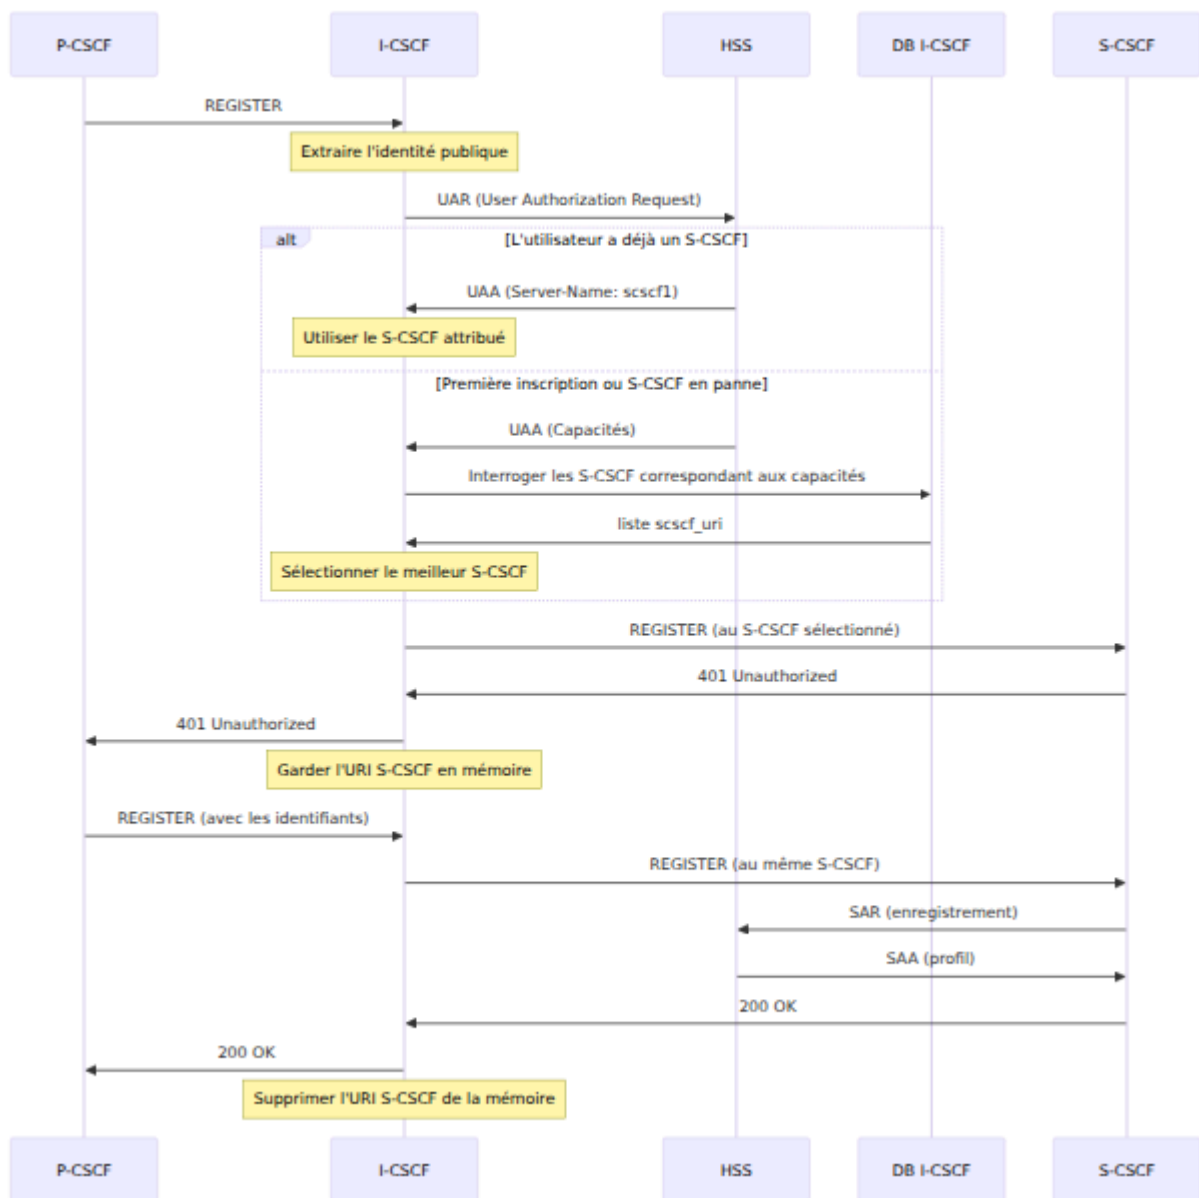 P-CSCF
I-CSCF
HSS
DB I-CSCF
S-CSCF
REGISTER
Extraire l'identité publique
UAR (User Authorization Request)
alt
[L'utilisateur a déjà un S-CSCF]
UAA (Server-Name: scscf1)
Utiliser le S-CSCF attribué
[Première inscription ou S-CSCF en panne]
UAA (Capacités)
Interroger les S-CSCF correspondant aux capacités
liste scscf_uri
Sélectionner le meilleur S-CSCF
REGISTER (au S-CSCF sélectionné)
401 Unauthorized
401 Unauthorized
Garder l'URI S-CSCF en mémoire
REGISTER (avec les identifiants)
REGISTER (au même S-CSCF)
SAR (enregistrement)
SAA (profil)
200 OK
200 OK
Supprimer l'URI S-CSCF de la mémoire
P-CSCF
I-CSCF
HSS
DB I-CSCF
S-CSCF